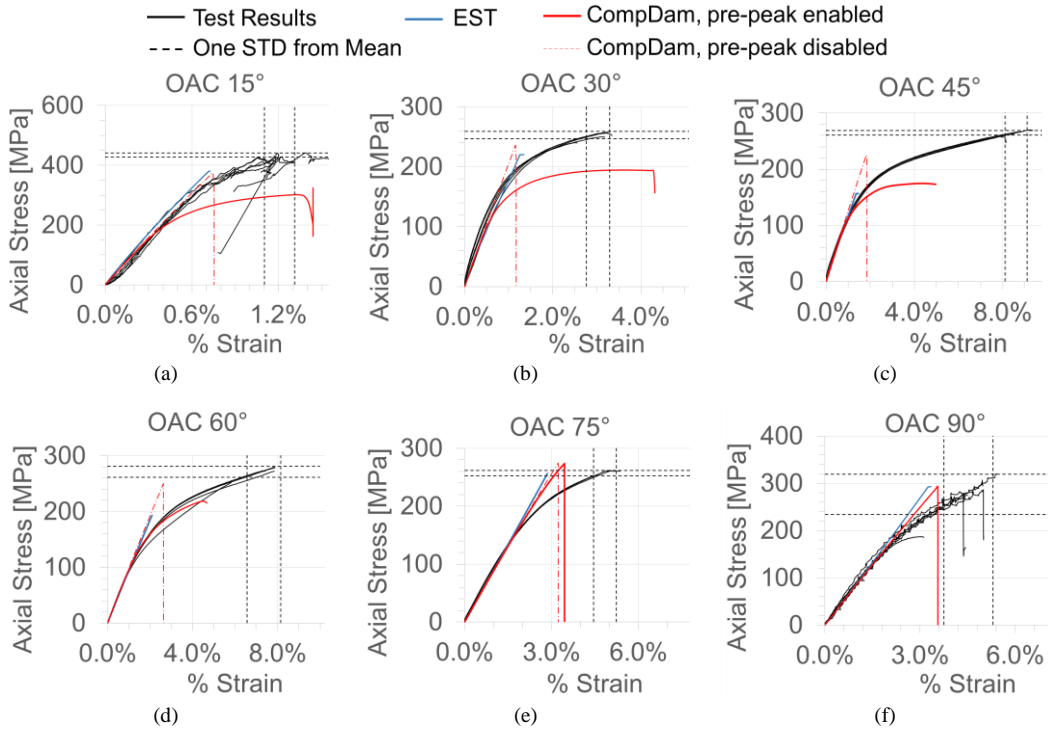 Test Results EST CompDam, pre-peak enabled
One STD from Mean CompDam, pre-peak disabled
OAC 15° OAC 30° OAC 45°
Axial Stress [MPa] 600 400 200 0 0.0% 0.6% 1.2% % Strain
(a)
Axial Stress [MPa] 300 200 100 0 0.0% 2.0% 4.0% % Strain
(b)
Axial Stress [MPa] 300 200 100 0 0.0% 4.0% 8.0% % Strain
(c)
OAC 60° OAC 75° OAC 90°
Axial Stress [MPa] 300 200 100 0 0.0% 4.0% 8.0% % Strain
(d)
Axial Stress [MPa] 300 200 100 0 0.0% 3.0% 6.0% % Strain
(e)
Axial Stress [MPa] 400 300 200 100 0 0.0% 3.0% 6.0% % Strain
(f)